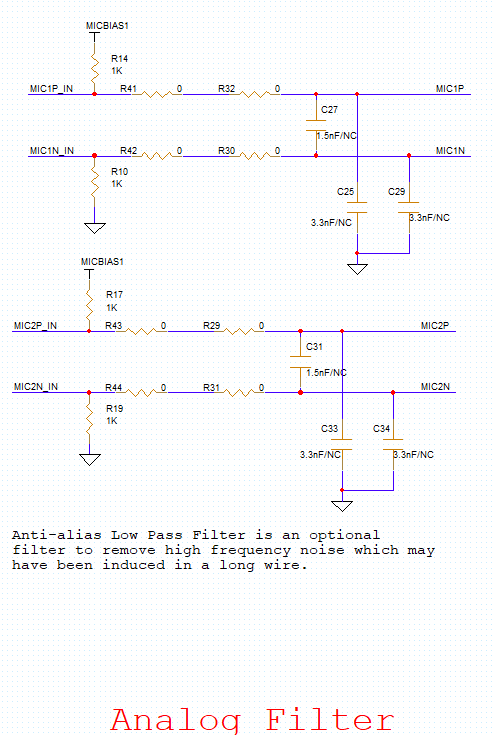 MICBIAS1
R14
1K
MIC1P_IN R41 0 R32 0 MIC1P
C27
1.5nF/NC
MIC1N_IN R42 0 R30 0 MIC1N
R10
1K
C25 C29
3.3nF/NC 3.3nF/NC
MICBIAS1
R17
1K
MIC2P_IN R43 0 R29 0 MIC2P
C31
1.5nF/NC
MIC2N_IN R44 0 R31 0 MIC2N
R19
1K
C33 C34
3.3nF/NC 3.3nF/NC
Anti-alias Low Pass Filter is an optional
filter to remove high frequency noise which may
have been induced in a long wire.
Analog Filter